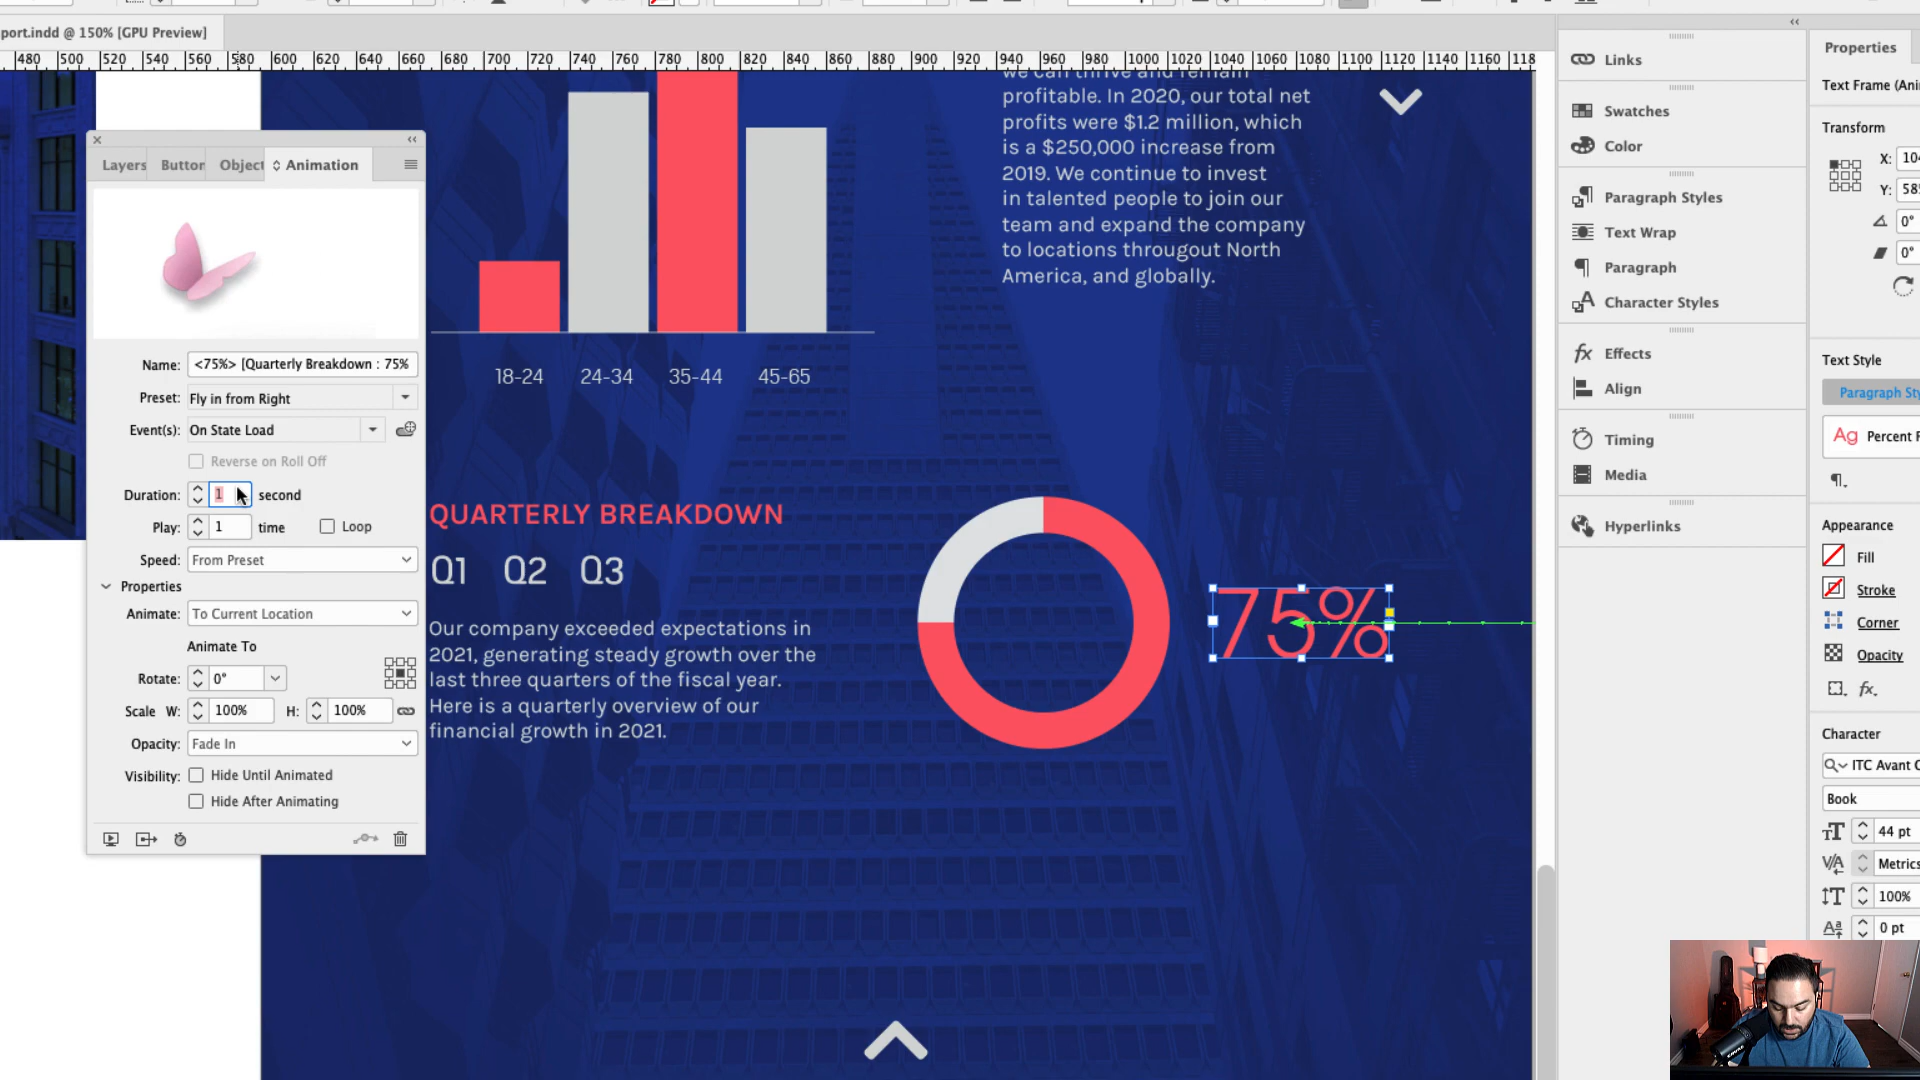 port.indd @ 150% [GPU Preview]
480 500 520 540 560 580 600 620 640 660 680 700 720 740 760 780 800 820 840 860 880 900 920 940 960 980 1000 1020 1040 1060 1080 1100 1120 1140 1160 118
Layers
Button
Object
Animation
Name: <75%> [Quarterly Breakdown : 75%
Preset: Fly in from Right
Event(s): On State Load
Reverse on Roll Off
Duration: 1 second
Play: 1 time Loop
Speed: From Preset
Properties
Animate: To Current Location
Animate To
Rotate: 0°
Scale W: 100% H: 100%
Opacity: Fade In
Visibility: Hide Until Animated
Hide After Animating
18-24 24-34 35-44 45-65
we can thrive and remain
profitable. In 2020, our total net
profits were $1.2 million, which
is a $250,000 increase from
2019. We continue to invest
in talented people to join our
team and expand the company
to locations througout North
America, and globally.
QUARTERLY BREAKDOWN
Q1 Q2 Q3
Our company exceeded expectations in
2021, generating steady growth over the
last three quarters of the fiscal year.
Here is a quarterly overview of our
financial growth in 2021.
75%
Links
Swatches
Color
Paragraph Styles
Text Wrap
Paragraph
Character Styles
Effects
Align
Timing
Media
Hyperlinks
Properties
Text Frame (Ani
Transform
X: 104
Y: 585
0°
0°
Text Style
Paragraph Sty
Ag Percent F
Appearance
Fill
Stroke
Corner
Opacity
fx.
Character
ITC Avant G
Book
44 pt
Metrics
100%
0 pt